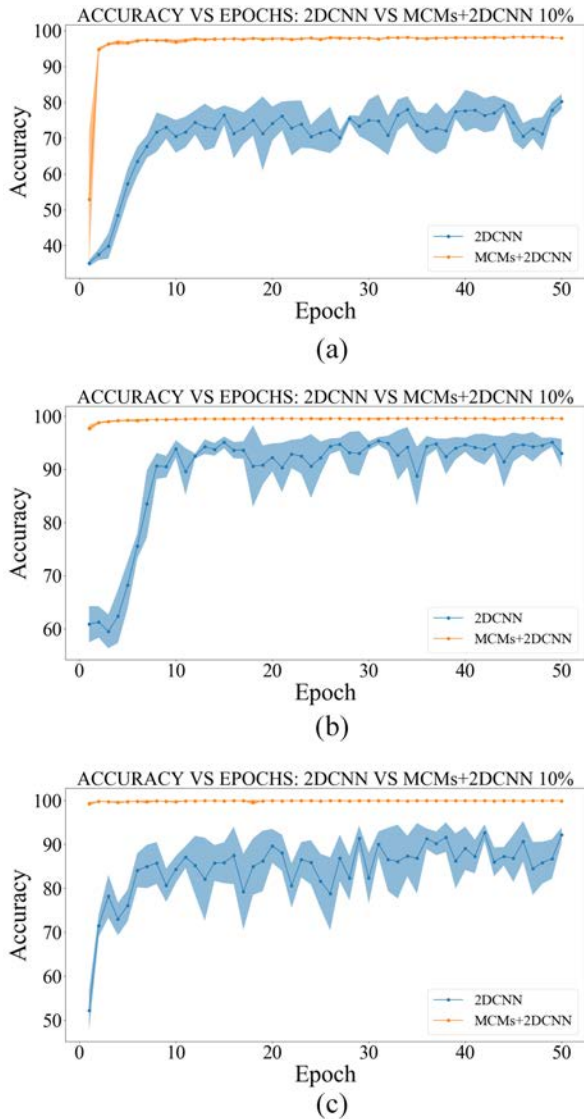 ACCURACY VS EPOCHS: 2DCNN VS MCMs+2DCNN 10%
100
90
80
70
60
50
40
Accuracy
2DCNN
MCMs+2DCNN
0 10 20 30 40 50
Epoch
(a)
ACCURACY VS EPOCHS: 2DCNN VS MCMs+2DCNN 10%
100
90
80
70
60
Accuracy
2DCNN
MCMs+2DCNN
0 10 20 30 40 50
Epoch
(b)
ACCURACY VS EPOCHS: 2DCNN VS MCMs+2DCNN 10%
100
90
80
70
60
50
Accuracy
2DCNN
MCMs+2DCNN
0 10 20 30 40 50
Epoch
(c)